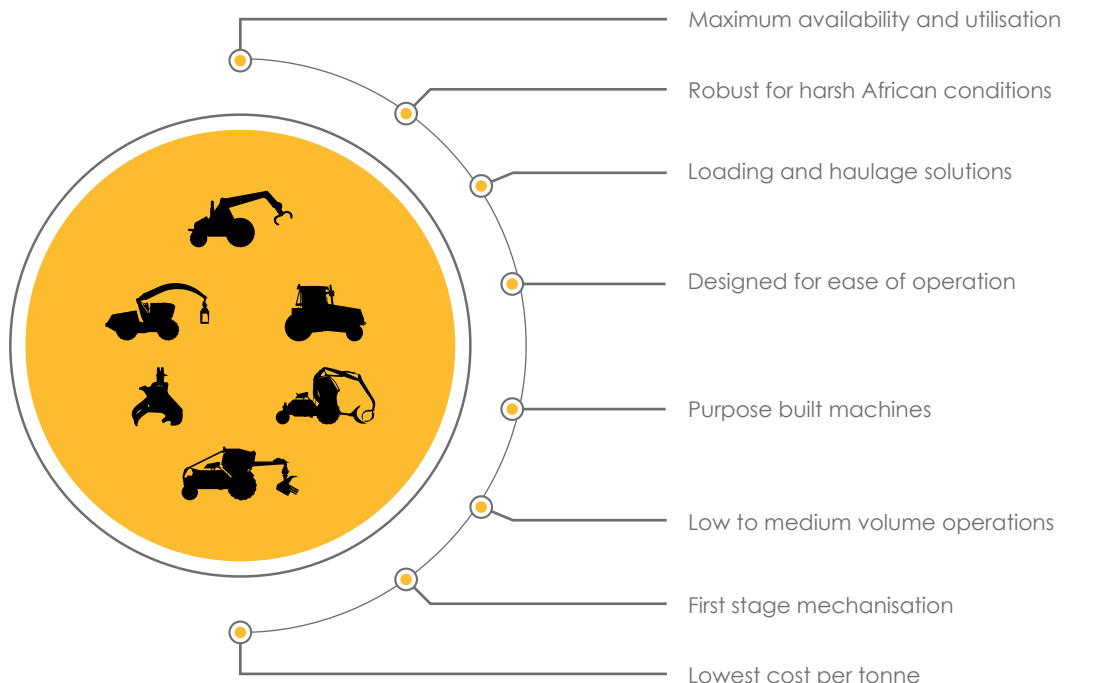 Maximum availability and utilisation
Robust for harsh African conditions
Loading and haulage solutions
Designed for ease of operation
Purpose built machines
Low to medium volume operations
First stage mechanisation
Lowest cost per tonne